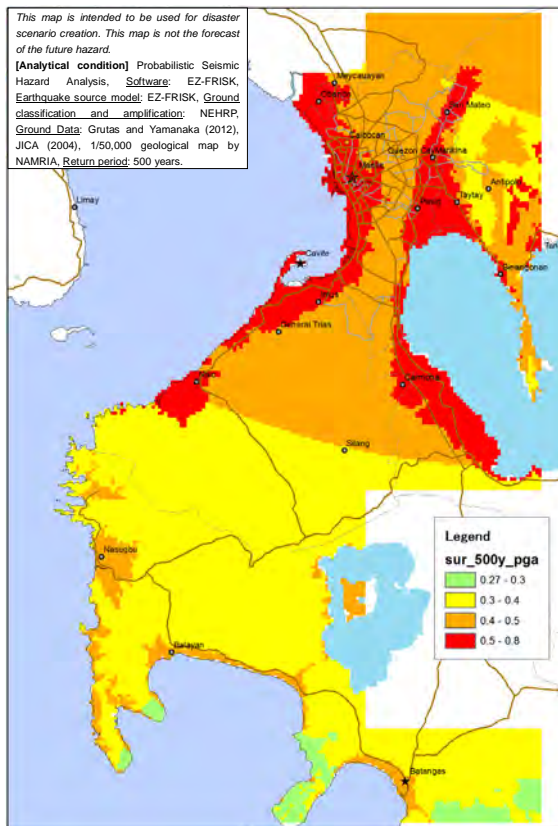 This map is intended to be used for disaster
scenario creation. This map is not the forecast
of the future hazard.
[Analytical condition] Probabilistic Seismic
Hazard Analysis, Software: EZ-FRISK,
Earthquake source model: EZ-FRISK, Ground
classification and amplification: NEHRP,
Ground Data: Grutas and Yamanaka (2012),
JICA (2004), 1/50,000 geological map by
NAMRIA, Return period: 500 years.
Meycauayan
Obando
San Mateo
Caloocan
Quezon City
Marikina
Manila
Antipolo
Limay
Taytay
Pasig
Cavite
Binangonan
Imus
General Trias
Naic
Carmona
Silang
Legend
sur_500y_pga
0.27 - 0.3
0.3 - 0.4
0.4 - 0.5
0.5 - 0.8
Nasugbu
Balayan
Batangas